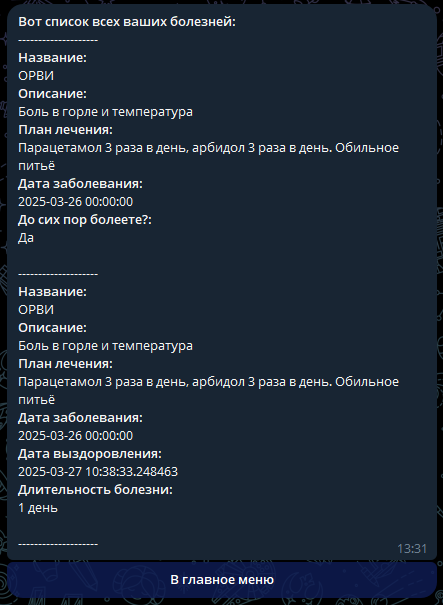 Вот список всех ваших болезней:
--------------------
Название:
ОРВИ
Описание:
Боль в горле и температура
План лечения:
Парацетамол 3 раза в день, арбидол 3 раза в день. Обильное
питьё
Дата заболевания:
2025-03-26 00:00:00
До сих пор болеете?:
Да
--------------------
Название:
ОРВИ
Описание:
Боль в горле и температура
План лечения:
Парацетамол 3 раза в день, арбидол 3 раза в день. Обильное
питьё
Дата заболевания:
2025-03-26 00:00:00
Дата выздоровления:
2025-03-27 10:38:33.248463
Длительность болезни:
1 день
--------------------
13:31
В главное меню